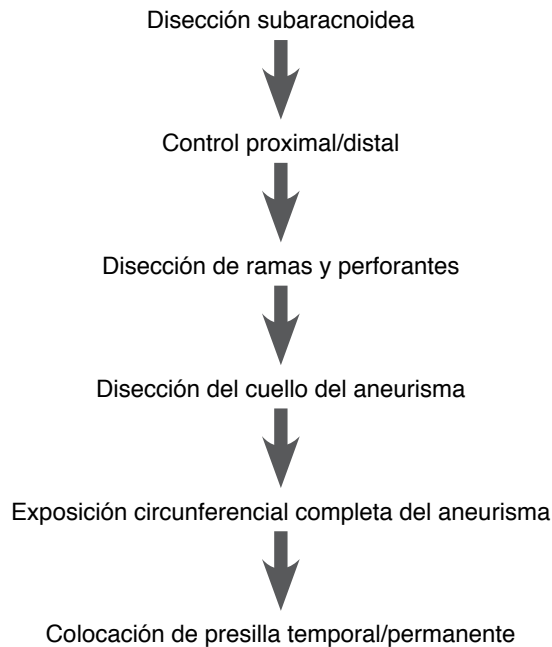 Disección subaracnoidea
Control proximal/distal
Disección de ramas y perforantes
Disección del cuello del aneurisma
Exposición circunferencial completa del aneurisma
Colocación de presilla temporal/permanente